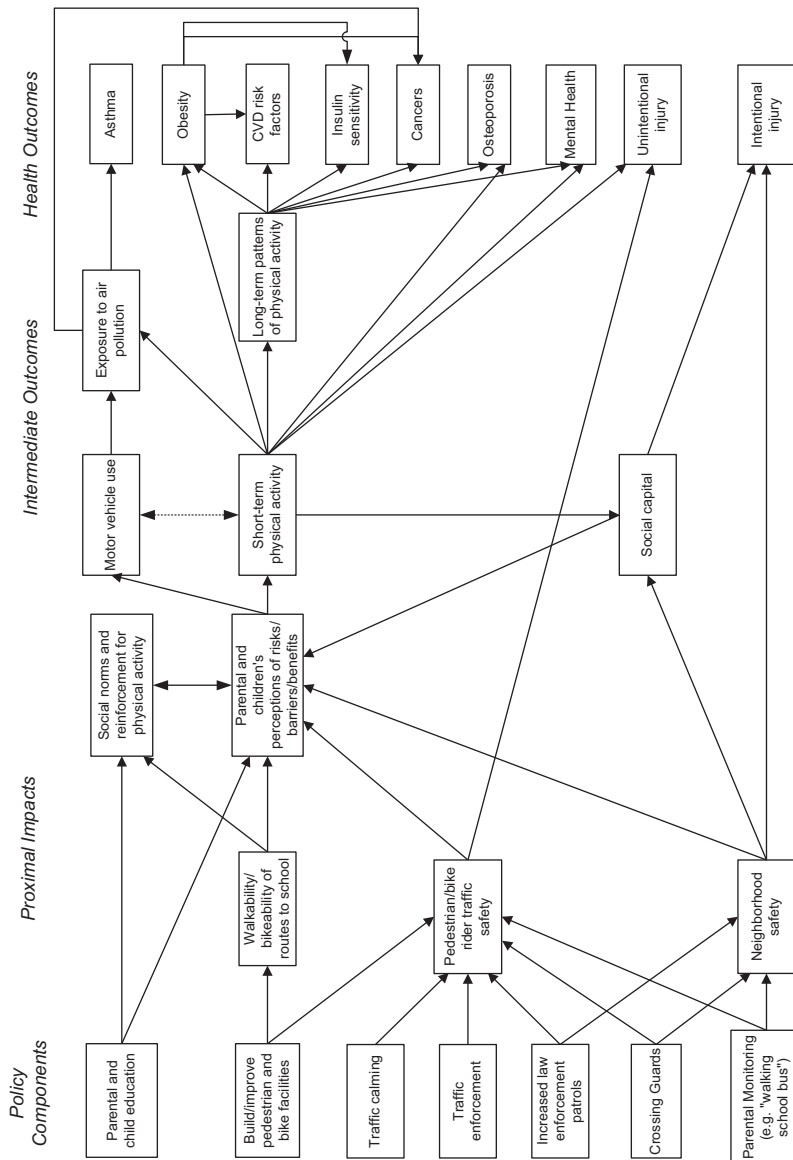 Policy
Components
Proximal Impacts
Intermediate Outcomes
Health Outcomes
Parental and
child education
Build/improve
pedestrian and
bike facilities
Traffic calming
Traffic
enforcement
Increased law
enforcement
patrols
Crossing Guards
Parental Monitoring
(e.g. "walking
school bus")
Social norms and
reinforcement for
physical activity
Parental and
children's
perceptions of risks/
barriers/benefits
Walkability/
bikeability of
routes to school
Pedestrian/bike
rider traffic
safety
Neighborhood
safety
Motor vehicle use
Short-term
physical activity
Social capital
Exposure to air
pollution
Long-term patterns
of physical activity
Asthma
Obesity
CVD risk
factors
Insulin
sensitivity
Cancers
Osteoporosis
Mental Health
Unintentional
injury
Intentional
injury